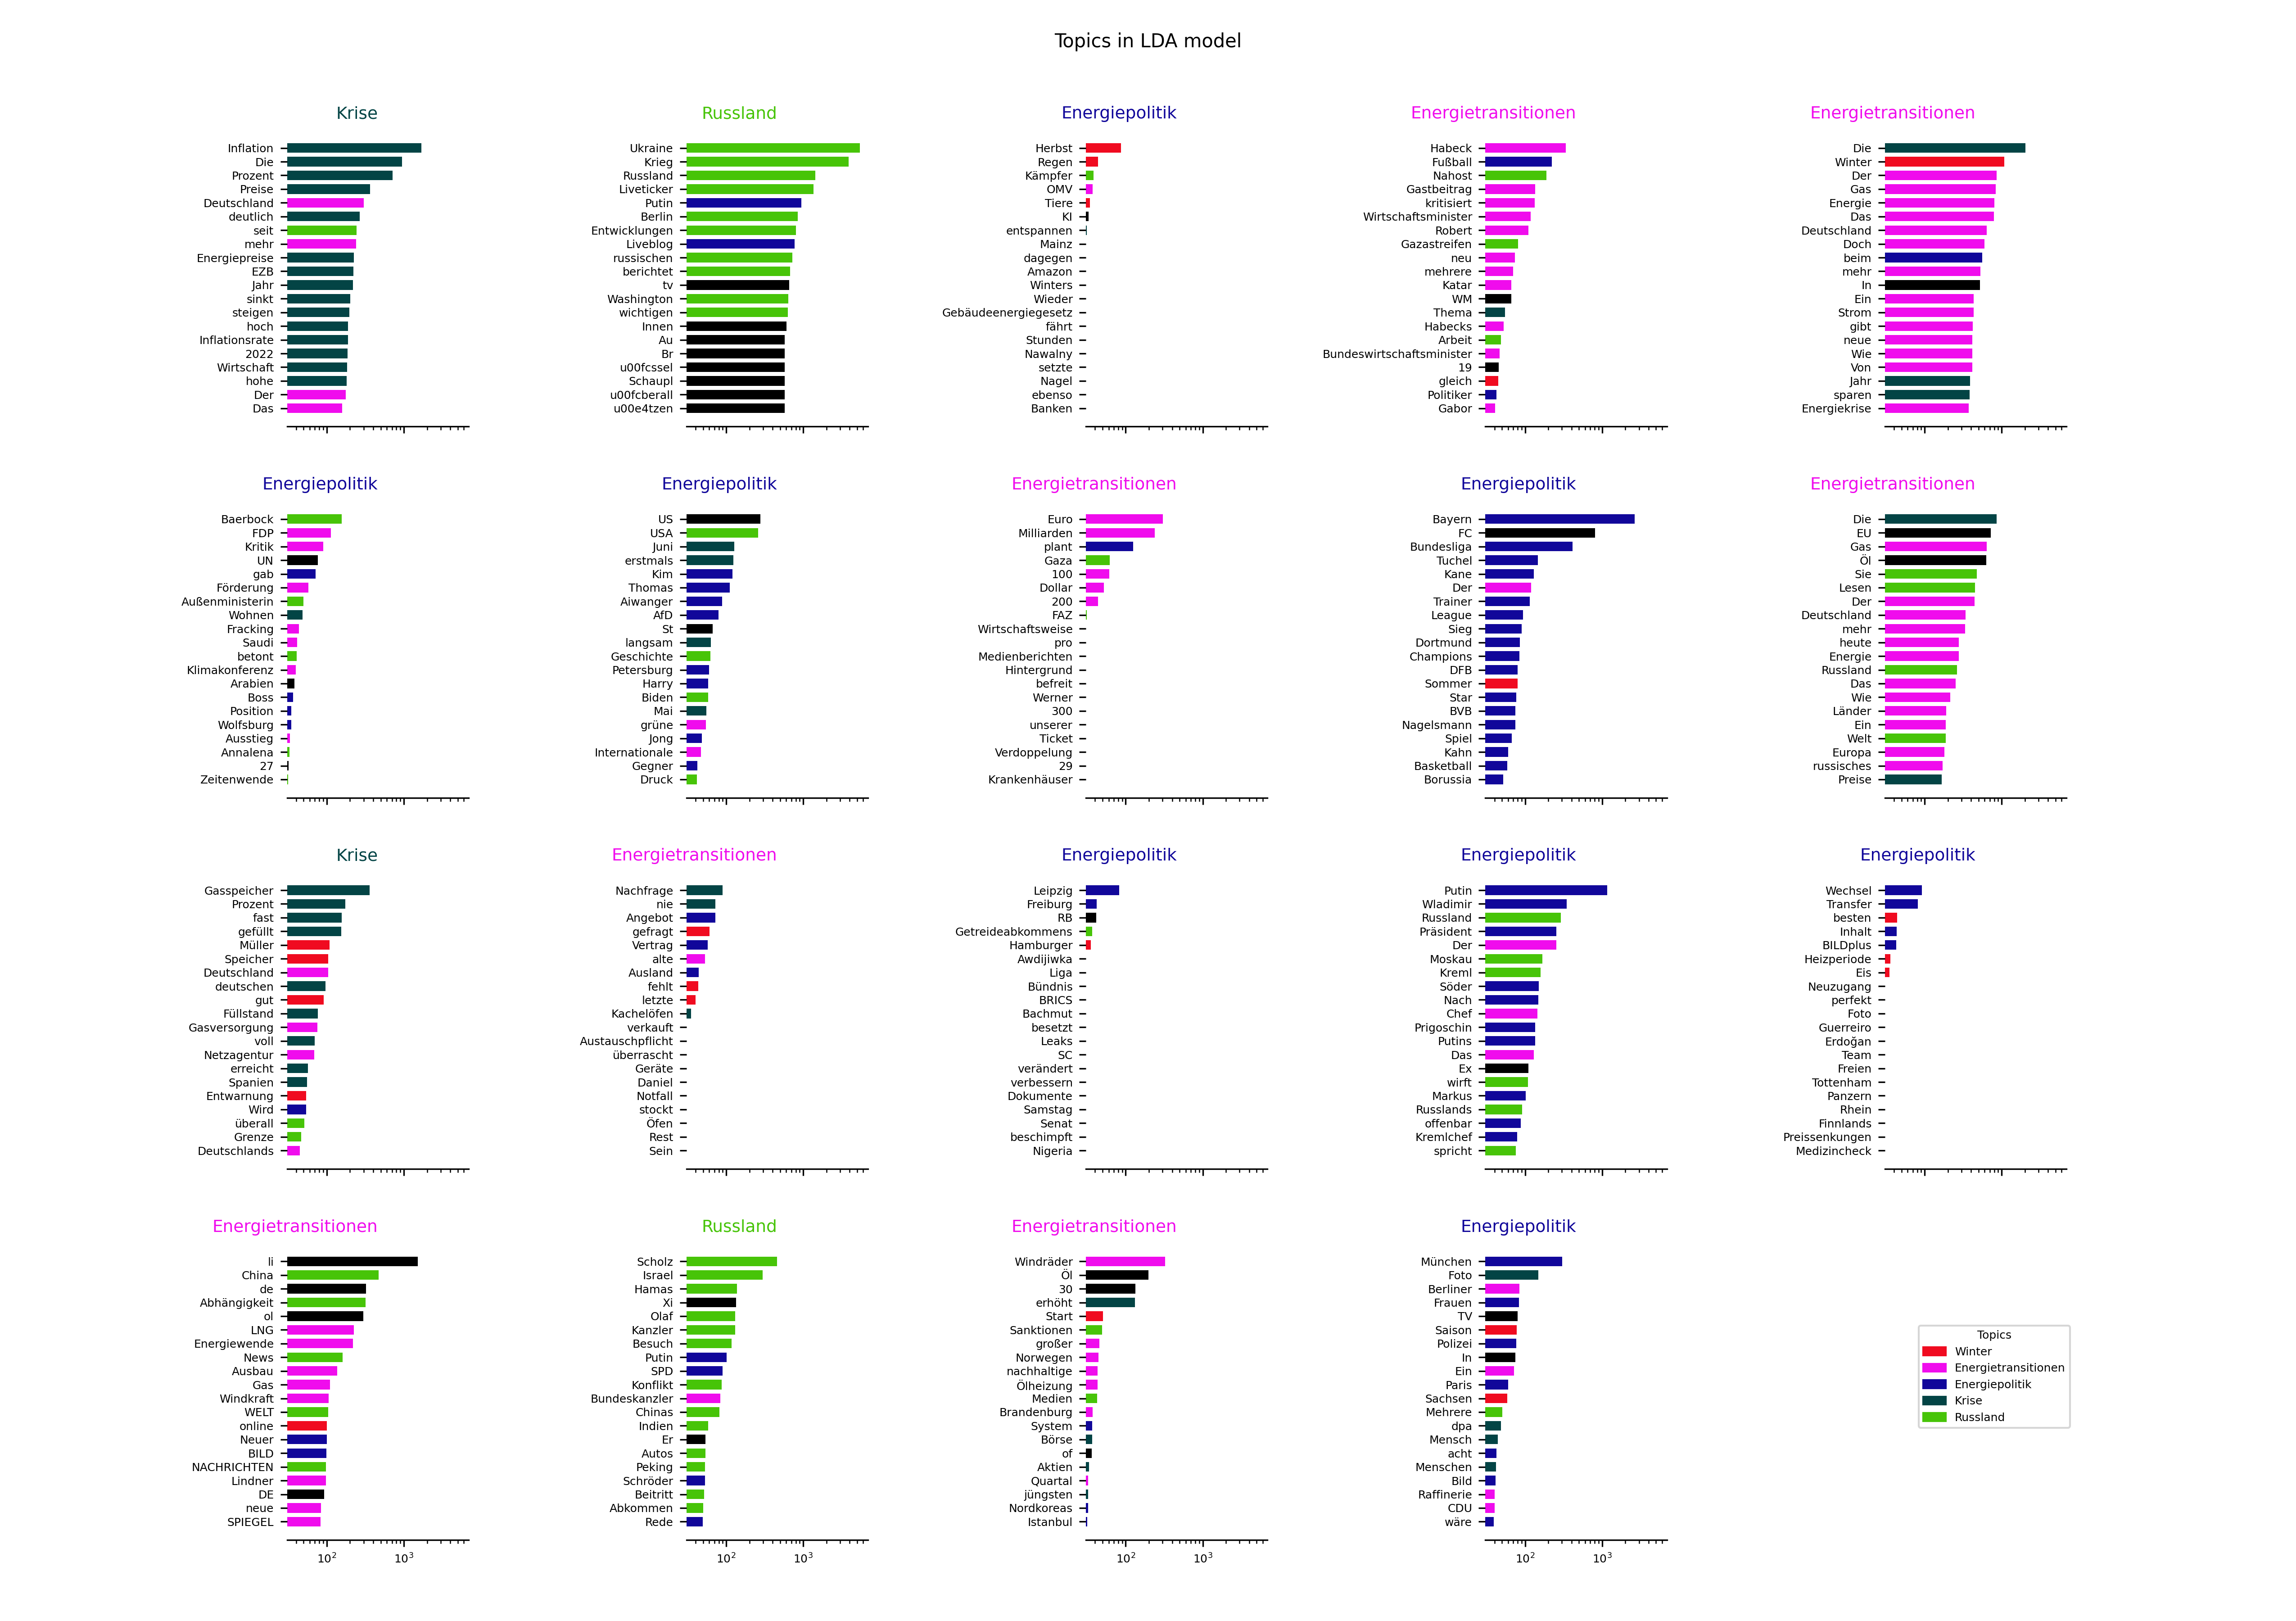 Topics in LDA model
Krise
Inflation
Die
Prozent
Preise
Deutschland
deutlich
seit
mehr
Energiepreise
EZB
Jahr
sinkt
steigen
hoch
Inflationsrate
2022
Wirtschaft
hohe
Der
Das
Russland
Ukraine
Krieg
Russland
Liveticker
Putin
Berlin
Entwicklungen
Liveblog
russischen
berichtet
tv
Washington
wichtigen
Innen
Au
Br
u00fcssel
Schaupl
u00fcberall
u00e4tzen
Energiepolitik
Herbst
Regen
Kämpfer
OMV
Tiere
KI
entspannen
Mainz
dagegen
Amazon
Winters
Wieder
Gebäudeenergiegesetz
fährt
Stunden
Nawalny
setzte
Nagel
ebenso
Banken
Energietransitionen
Habeck
Fußball
Nahost
Gastbeitrag
kritisiert
Wirtschaftsminister
Robert
Gazastreifen
neu
mehrere
Katar
WM
Thema
Habecks
Arbeit
Bundeswirtschaftsminister
19
gleich
Politiker
Gabor
Energietransitionen
Die
Winter
Der
Gas
Energie
Das
Deutschland
Doch
beim
mehr
In
Ein
Strom
gibt
neue
Wie
Von
Jahr
sparen
Energiekrise
Energiepolitik
Baerbock
FDP
Kritik
UN
gab
Förderung
Außenministerin
Wohnen
Fracking
Saudi
betont
Klimakonferenz
Arabien
Boss
Position
Wolfsburg
Ausstieg
Annalena
27
Zeitenwende
Energiepolitik
US
USA
Juni
erstmals
Kim
Thomas
Aiwanger
AfD
St
langsam
Geschichte
Petersburg
Harry
Biden
Mai
grüne
Jong
Internationale
Gegner
Druck
Energietransitionen
Euro
Milliarden
plant
Gaza
100
Dollar
200
FAZ
Wirtschaftsweise
pro
Medienberichten
Hintergrund
befreit
Werner
300
unserer
Ticket
Verdoppelung
29
Krankenhäuser
Energiepolitik
Bayern
FC
Bundesliga
Tuchel
Kane
Der
Trainer
League
Sieg
Dortmund
Champions
DFB
Sommer
Star
BVB
Nagelsmann
Spiel
Kahn
Basketball
Borussia
Energietransitionen
Die
EU
Gas
Öl
Sie
Lesen
Der
Deutschland
mehr
heute
Energie
Russland
Das
Wie
Länder
Ein
Welt
Europa
russisches
Preise
Krise
Gasspeicher
Prozent
fast
gefüllt
Müller
Speicher
Deutschland
deutschen
gut
Füllstand
Gasversorgung
voll
Netzagentur
erreicht
Spanien
Entwarnung
Wird
überall
Grenze
Deutschlands
Energietransitionen
Nachfrage
nie
Angebot
gefragt
Vertrag
alte
Ausland
fehlt
letzte
Kachelöfen
verkauft
Austauschpflicht
überrascht
Geräte
Daniel
Notfall
stockt
Öfen
Rest
Sein
Energiepolitik
Leipzig
Freiburg
RB
Getreideabkommens
Hamburger
Awdijiwka
Liga
Bündnis
BRICS
Bachmut
besetzt
Leaks
SC
verändert
verbessern
Dokumente
Samstag
Senat
beschimpft
Nigeria
Energiepolitik
Putin
Wladimir
Russland
Präsident
Der
Moskau
Kreml
Söder
Nach
Chef
Prigoschin
Putins
Das
Ex
wirft
Markus
Russlands
offenbar
Kremlchef
spricht
Energiepolitik
Wechsel
Transfer
besten
Inhalt
BILDplus
Heizperiode
Eis
Neuzugang
perfekt
Foto
Guerreiro
Erdoğan
Team
Freien
Tottenham
Panzern
Rhein
Finnlands
Preissenkungen
Medizincheck
Energietransitionen
li
China
de
Abhängigkeit
ol
LNG
Energiewende
News
Ausbau
Gas
Windkraft
WELT
online
Neuer
BILD
NACHRICHTEN
Lindner
DE
neue
SPIEGEL
10² 10³
Russland
Scholz
Israel
Hamas
Xi
Olaf
Kanzler
Besuch
Putin
SPD
Konflikt
Bundeskanzler
Chinas
Indien
Er
Autos
Peking
Schröder
Beitritt
Abkommen
Rede
10² 10³
Energietransitionen
Windräder
Öl
30
erhöht
Start
Sanktionen
großer
Norwegen
nachhaltige
Ölheizung
Medien
Brandenburg
System
Börse
of
Aktien
Quartal
jüngsten
Nordkoreas
Istanbul
10² 10³
Energiepolitik
München
Foto
Berliner
Frauen
TV
Saison
Polizei
In
Ein
Paris
Sachsen
Mehrere
dpa
Mensch
acht
Menschen
Bild
Raffinerie
CDU
wäre
10² 10³
Topics
Winter
Energietransitionen
Energiepolitik
Krise
Russland